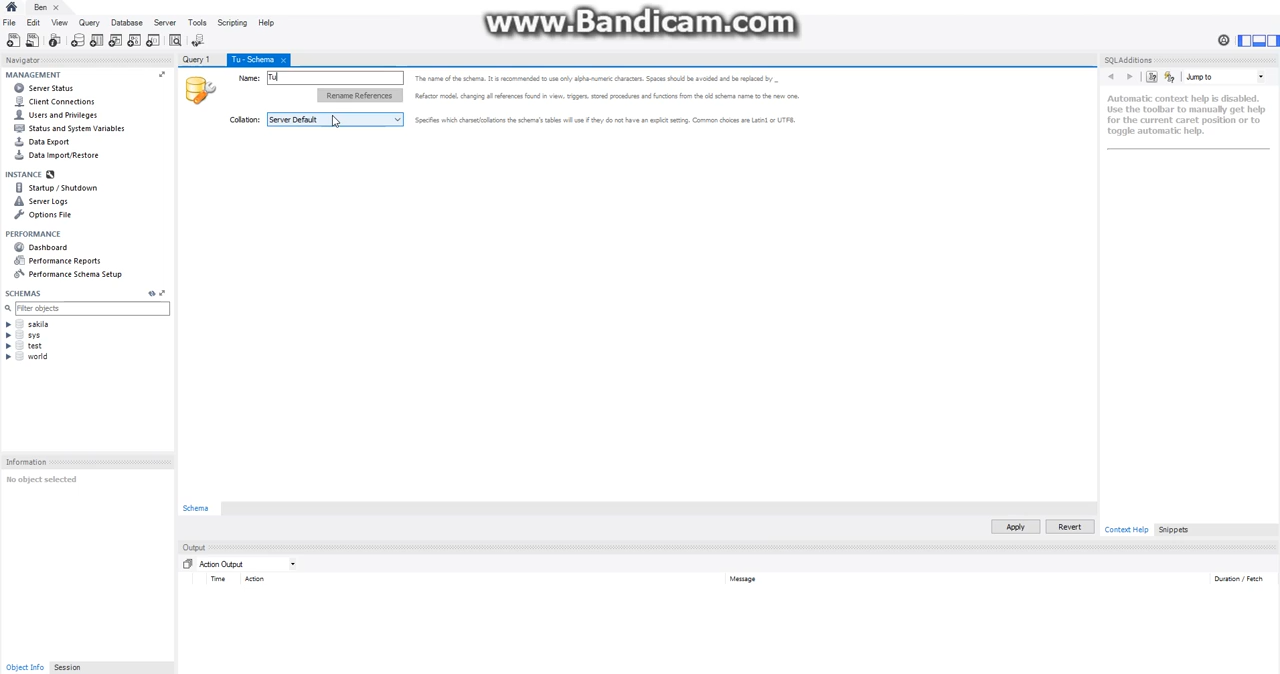 www.Bandicam.com
Ben
File Edit View Query Database Server Tools Scripting Help
Navigator
MANAGEMENT
Server Status
Client Connections
Users and Privileges
Status and System Variables
Data Export
Data Import/Restore
INSTANCE
Startup / Shutdown
Server Logs
Options File
PERFORMANCE
Dashboard
Performance Reports
Performance Schema Setup
SCHEMAS
Filter objects
sakila
sys
test
world
Information
No object selected
Object Info Session
Query 1 Tu - Schema
Name: Tu The name of the schema. It is recommended to use only alpha-numeric characters. Spaces should be avoided and be replaced by _
Rename References Refactor model, changing all references found in view, triggers, stored procedures and functions from the old schema name to the new one.
Collation: Server Default Specifies which charset/collations the schema's tables will use if they do not have an explicit setting. Common choices are Latin1 or UTF8.
Schema
Apply Revert
Output
Action Output
Time Action Message Duration / Fetch
SQLAdditions
Jump to
Automatic context help is disabled.
Use the toolbar to manually get help
for the current caret position or to
toggle automatic help.
Context Help Snippets